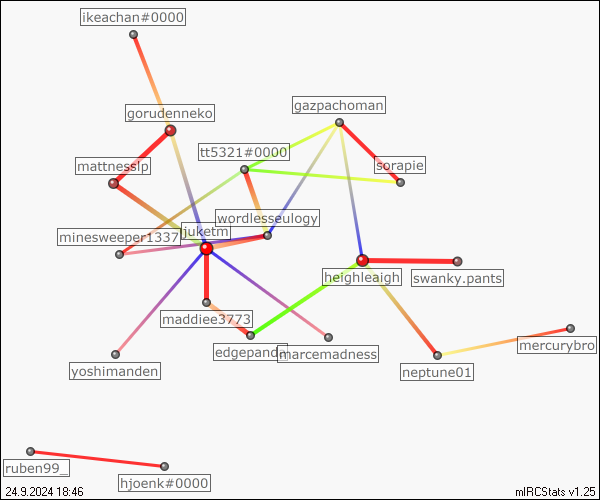 ikeachan#0000
gazpachoman
gorudenneko
tt5321#0000
mattnesslp
sorapie
wordlesseulogy
juketm
minesweeper1337
heighleaigh
swanky.pants
maddiee3773
mercurybro
edgepanda
marcemadness
yoshimanden
neptune01
ruben99_
hjoenk#0000
24.9.2024 18:46
mIRCStats v1.25